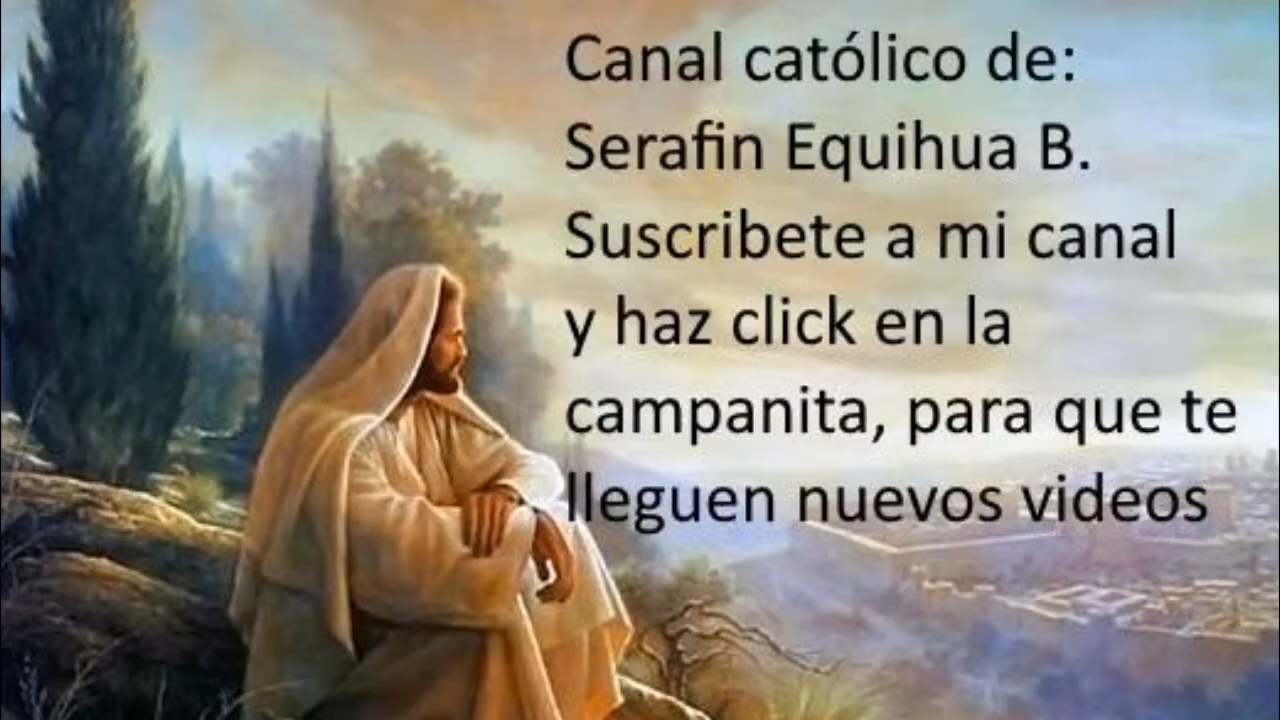 Canal católico de:
Serafin Equihua B.
Suscribete a mi canal
y haz click en la
campanita, para que te
lleguen nuevos videos